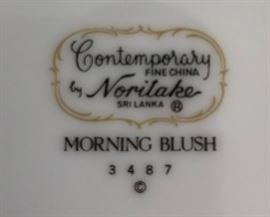 Contemporary
FINE CHINA
by Noritake
SRI LANKA ®
MORNING BLUSH
3487
©